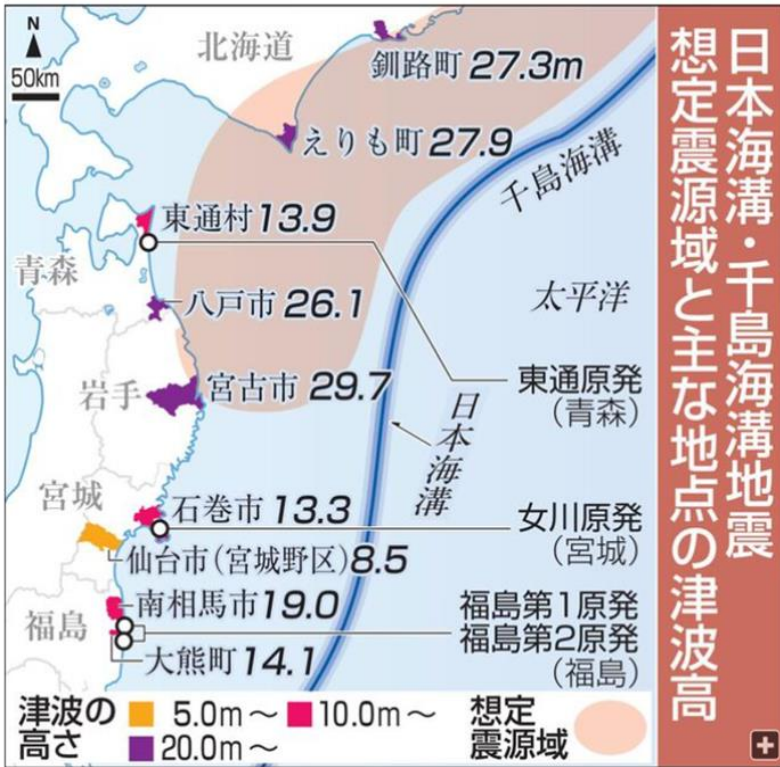 日本海溝・千島海溝地震
想定震源域と主な地点の津波高
N
50km
北海道
釧路町 27.3m
えりも町 27.9
千島海溝
東通村 13.9
青森
八戸市 26.1
太平洋
岩手
宮古市 29.7
東通原発
(青森)
日本海溝
宮城
石巻市 13.3
女川原発
(宮城)
仙台市(宮城野区) 8.5
福島
南相馬市 19.0
福島第1原発
福島第2原発
(福島)
大熊町 14.1
津波の
高さ
5.0m～
10.0m～
20.0m～
想定
震源域